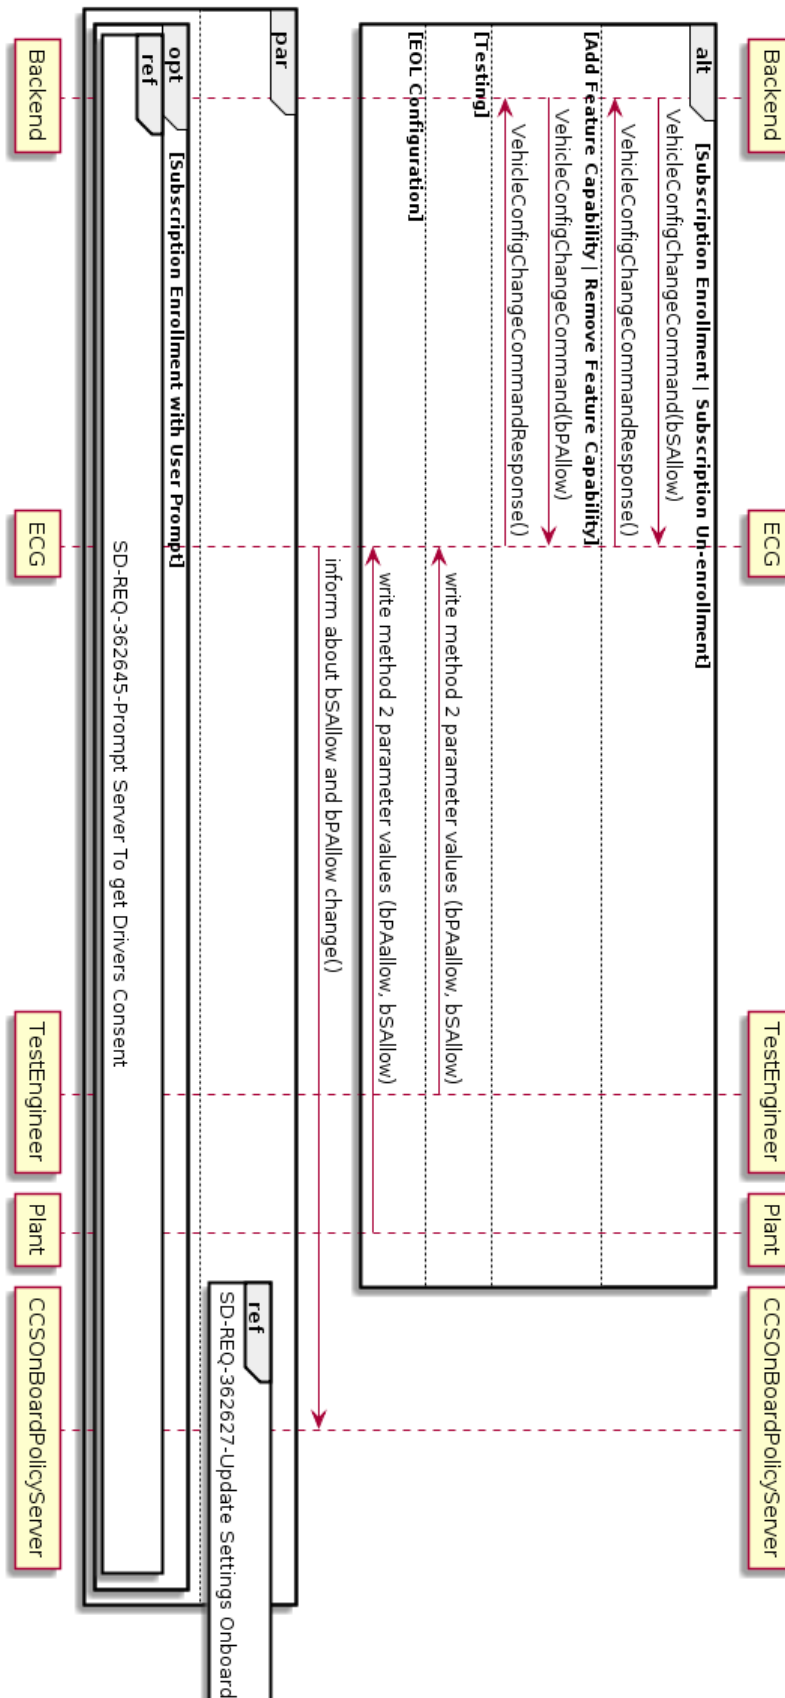 Backend
ECG
TestEngineer
Plant
CCSOnBoardPolicyServer
alt
[Subscription Enrollment | Subscription Un-enrollment]
VehicleConfigChangeCommand(bSAllow)
VehicleConfigChangeCommandResponse()
[Add Feature Capability | Remove Feature Capability]
VehicleConfigChangeCommand(bPAllow)
VehicleConfigChangeCommandResponse()
[Testing]
write method 2 parameter values (bPAallow, bSAllow)
[EOL Configuration]
write method 2 parameter values (bPAallow, bSAllow)
inform about bSAllow and bPAllow change()
par
ref
SD-REQ-362627-Update Settings Onboard
opt
[Subscription Enrollment with User Prompt]
ref
SD-REQ-362645-Prompt Server To get Drivers Consent
Backend
ECG
TestEngineer
Plant
CCSOnBoardPolicyServer